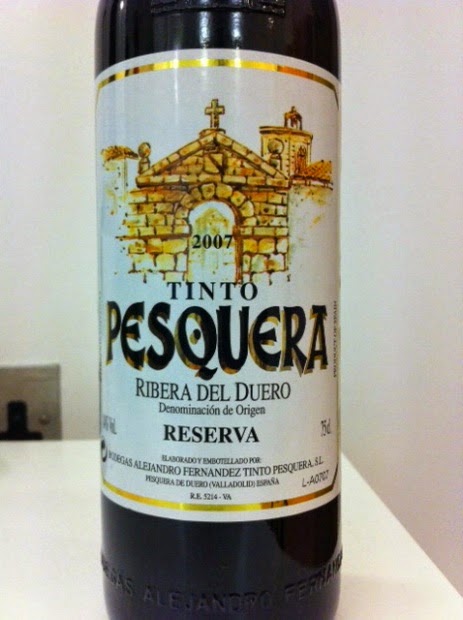 2007
TINTO
PESQUERA
RIBERA DEL DUERO
Denominación de Origen
RESERVA
75cl.
ELABORADO Y EMBOTELLADO POR:
BODEGAS ALEJANDRO FERNANDEZ TINTO PESQUERA, S.L.
PESQUERA DE DUERO (VALLADOLID) ESPAÑA
L-A0707
R.E. 5214 - VA
ALEJANDRO